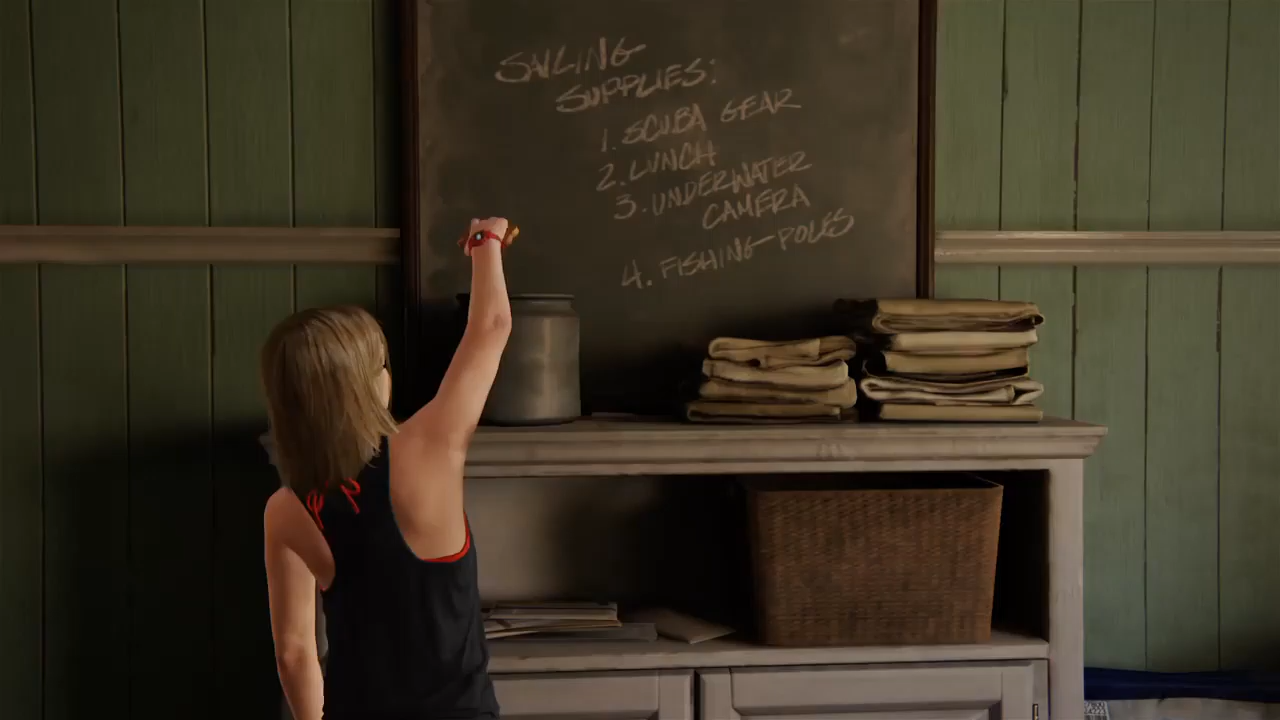 SAILING
SUPPLIES:
1. SCUBA GEAR
2. LUNCH
3. UNDERWATER
CAMERA
4. FISHING POLES